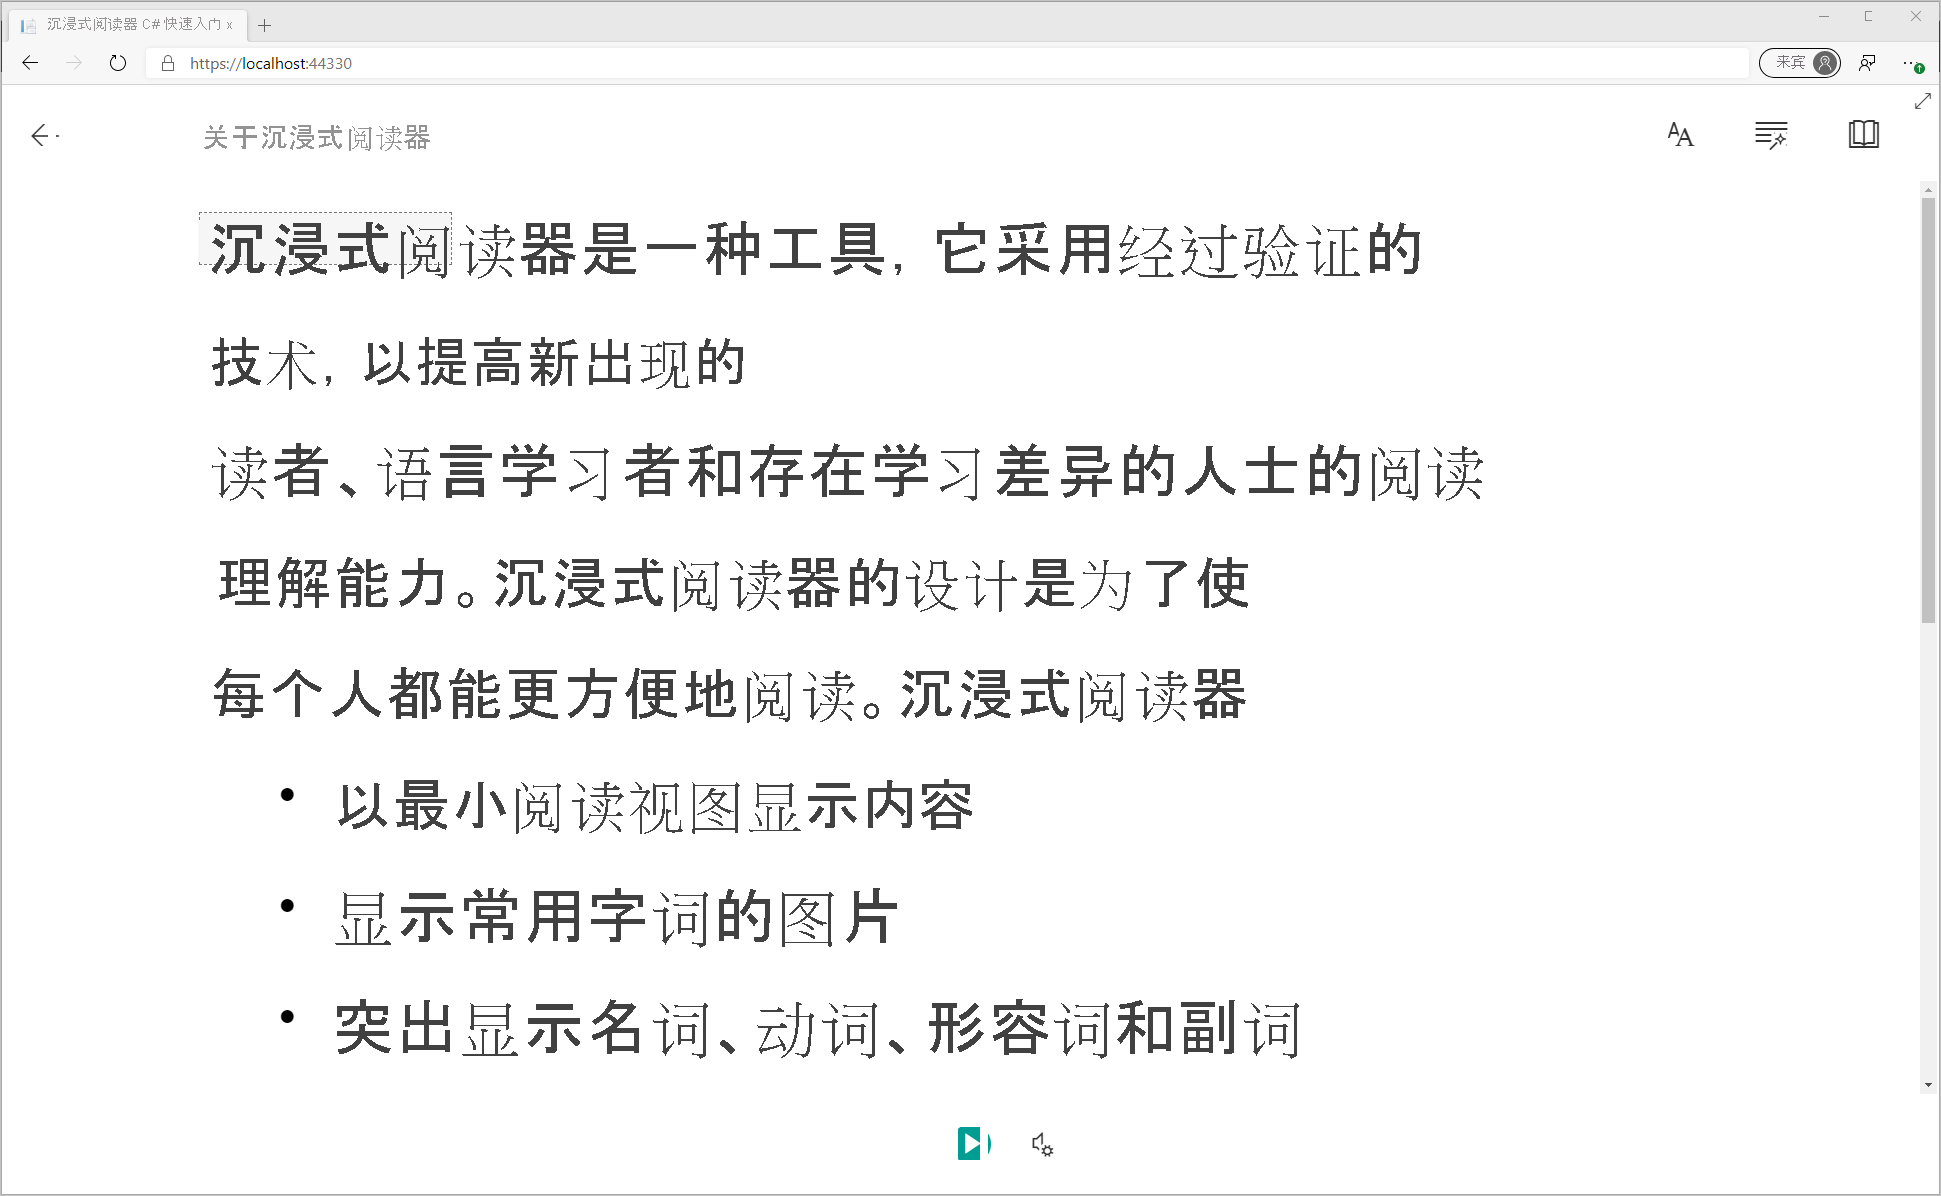 沉浸式阅读器 C# 快速入门 x
https://localhost:44330
来宾
关于沉浸式阅读器
沉浸式阅读器是一种工具, 它采用经过验证的
技术, 以提高新出现的
读者、语言学习者和存在学习差异的人士的阅读
理解能力。沉浸式阅读器的设计是为了使
每个人都能更方便地阅读。沉浸式阅读器
• 以最小阅读视图显示内容
• 显示常用字词的图片
• 突出显示名词、动词、形容词和副词